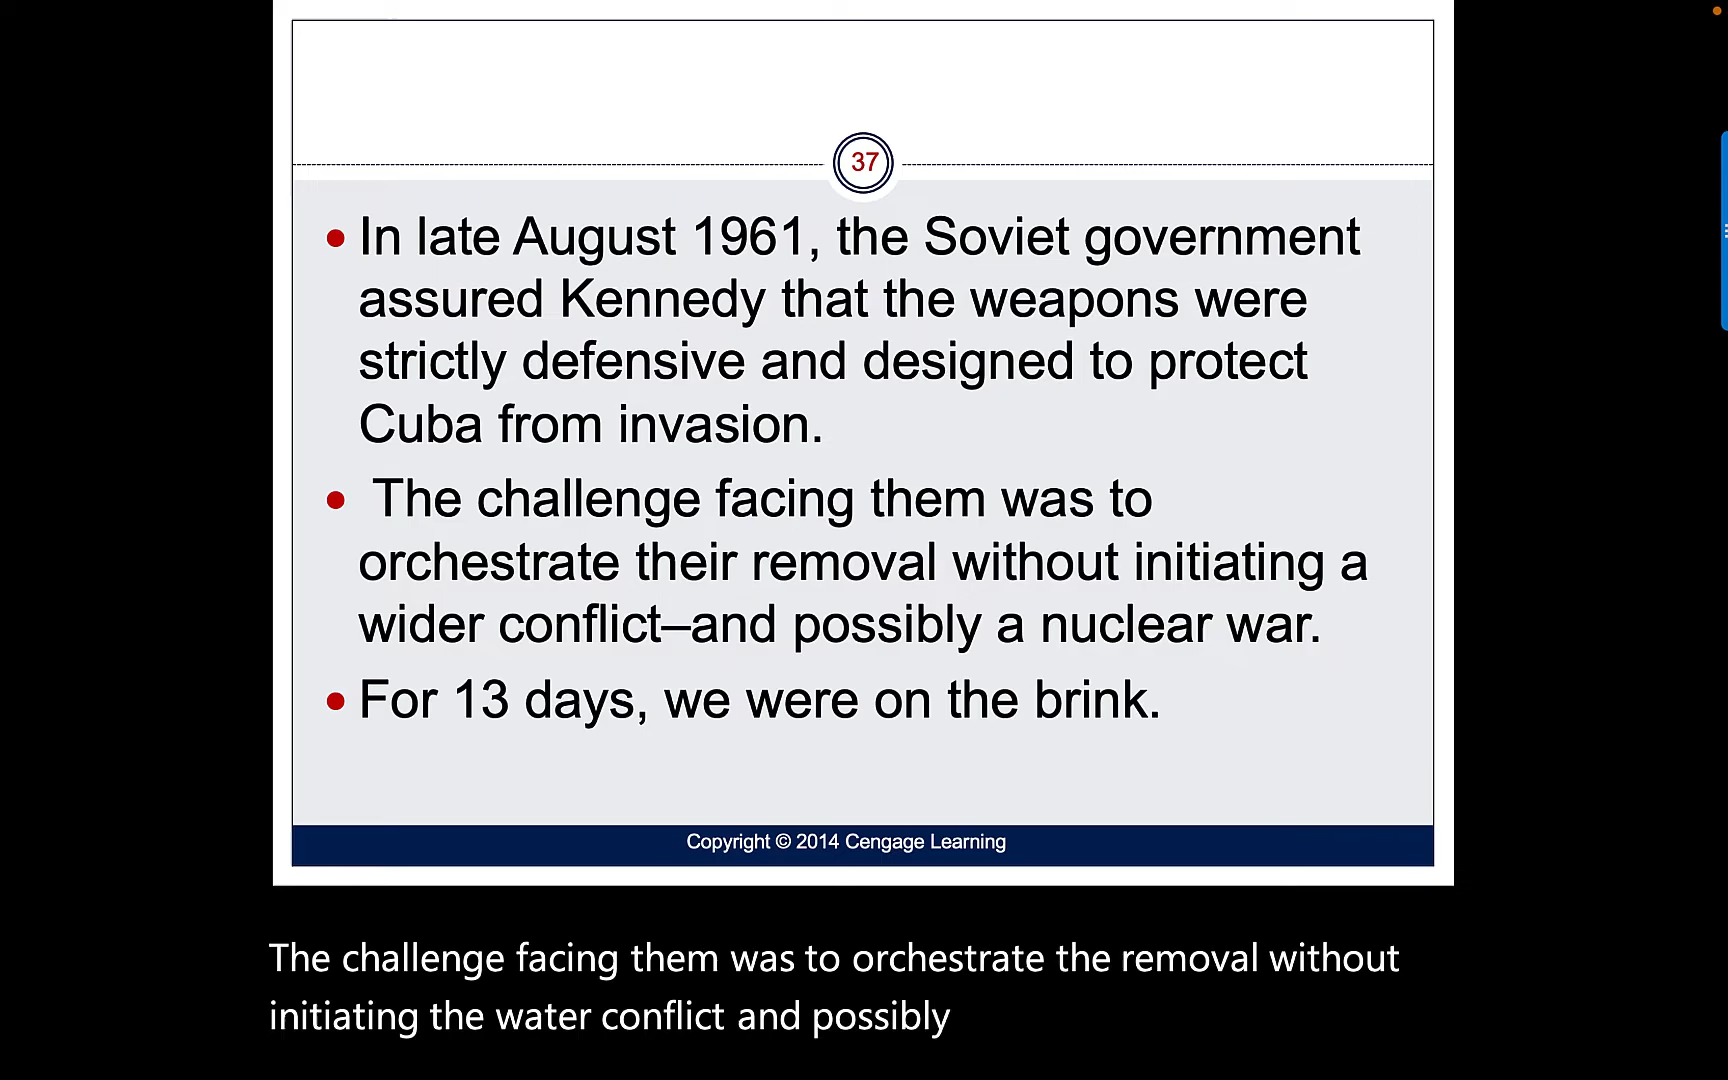 37
• In late August 1961, the Soviet government
assured Kennedy that the weapons were
strictly defensive and designed to protect
Cuba from invasion.
• The challenge facing them was to
orchestrate their removal without initiating a
wider conflict–and possibly a nuclear war.
• For 13 days, we were on the brink.
Copyright © 2014 Cengage Learning
The challenge facing them was to orchestrate the removal without
initiating the water conflict and possibly